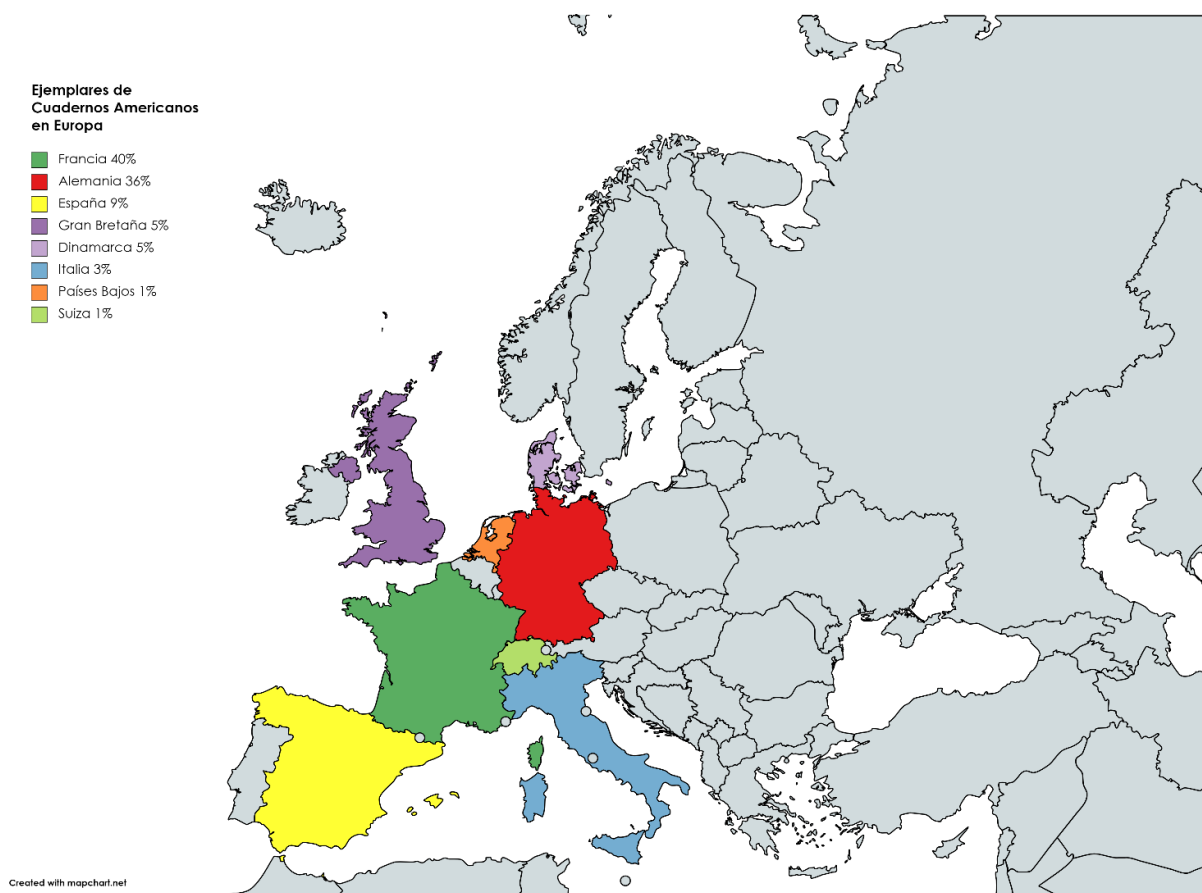 Ejemplares de
Cuadernos Americanos
en Europa
Francia 40%
Alemania 36%
España 9%
Gran Bretaña 5%
Dinamarca 5%
Italia 3%
Países Bajos 1%
Suiza 1%
Created with mapchart.net